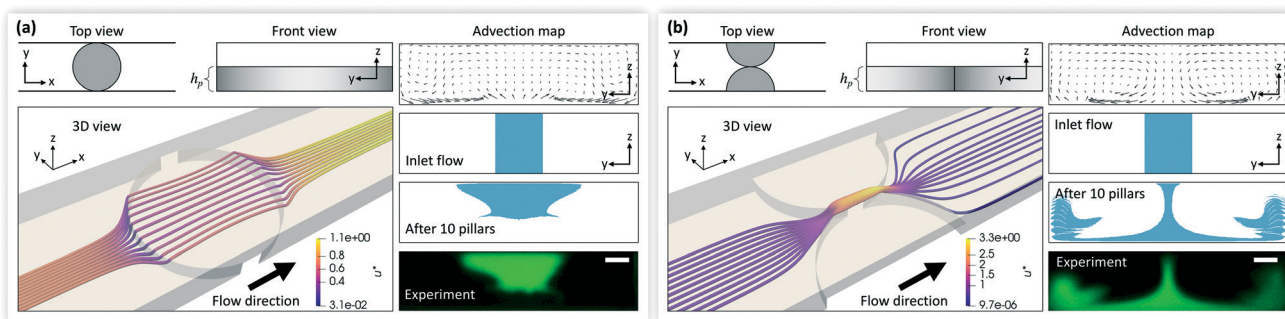 (a)
Top view
y
x
Front view
hₚ
z
y
Advection map
z
y
3D view
z
y
x
Inlet flow
z
y
After 10 pillars
1.1e+00
0.8
0.6
0.4
3.1e-02
u*
Flow direction
Experiment
(b)
Top view
y
x
Front view
hₚ
z
y
Advection map
z
y
3D view
z
y
x
Inlet flow
z
y
After 10 pillars
3.3e+00
2.5
2
1.5
1
9.7e-06
u*
Flow direction
Experiment